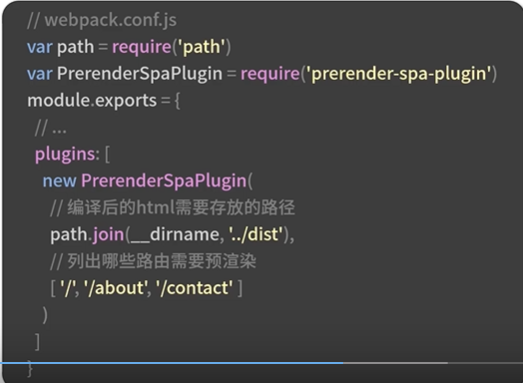 // webpack.conf.js
var path = require('path')
var PrerenderSpaPlugin = require('prerender-spa-plugin')
module.exports = {
// ...
plugins: [
new PrerenderSpaPlugin(
// 编译后的html需要存放的路径
path.join(__dirname, '../dist'),
// 列出哪些路由需要预渲染
[ '/', '/about', '/contact' ]
)
]
}